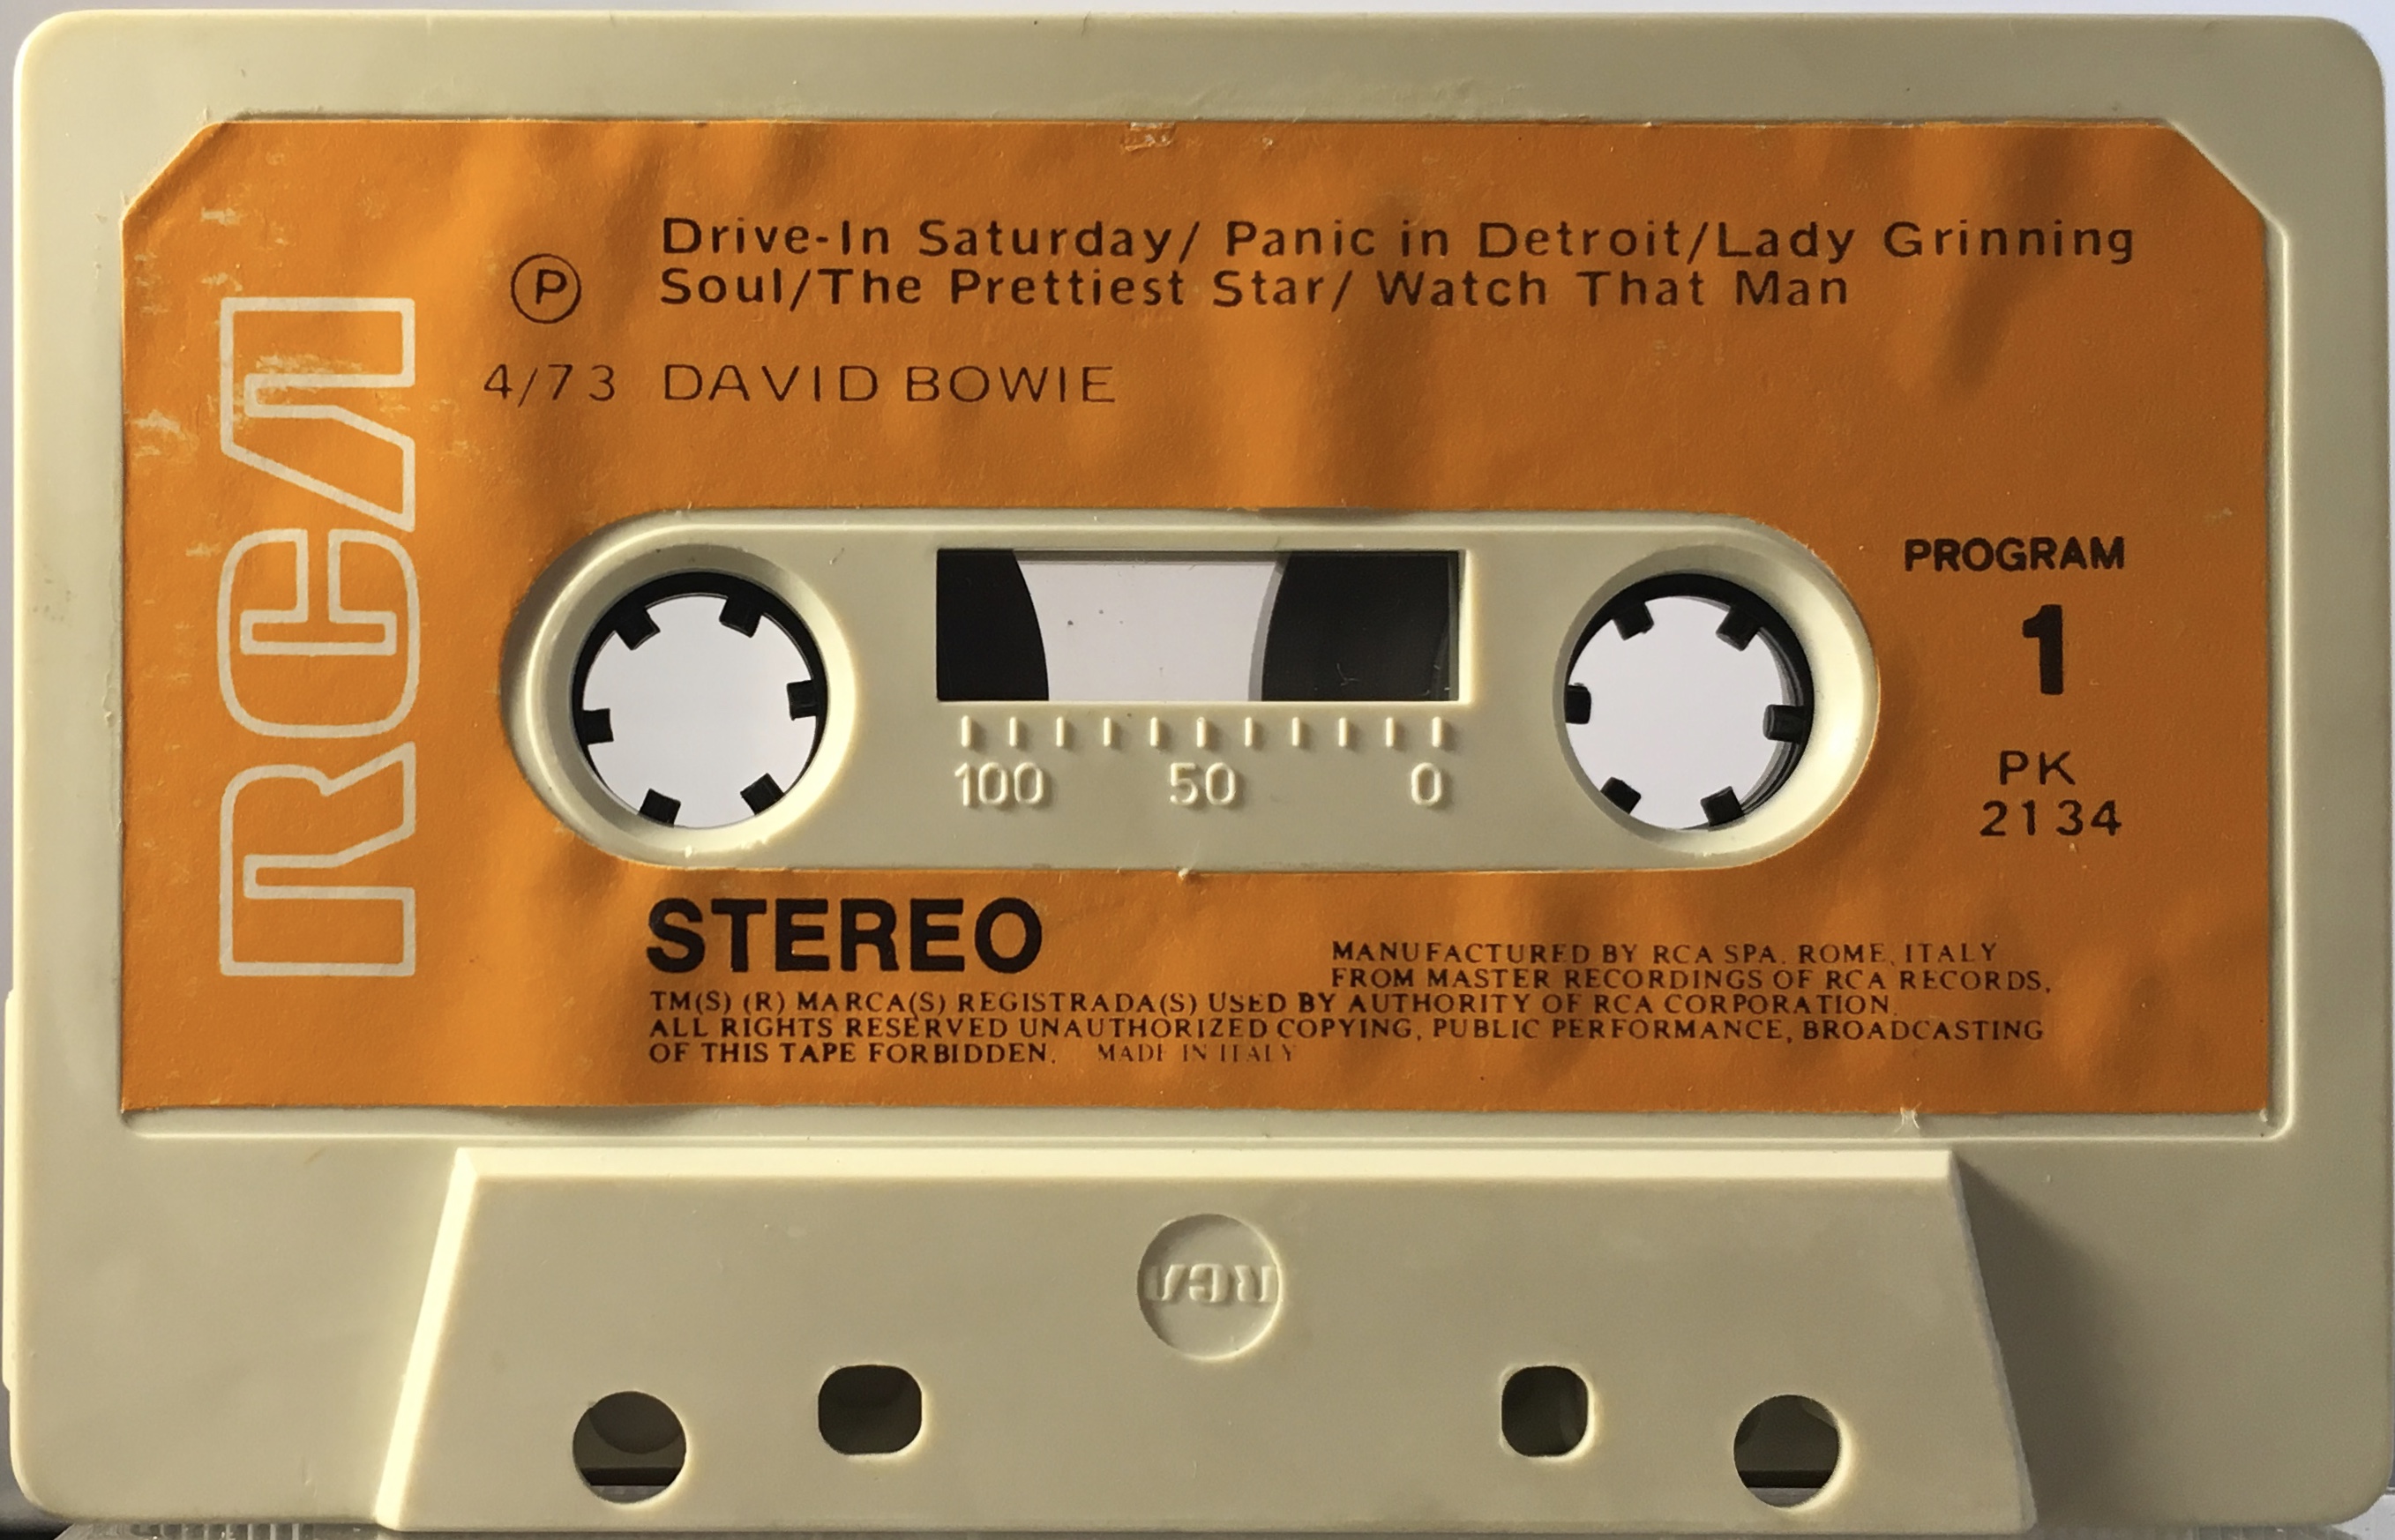 Drive-In Saturday/ Panic in Detroit/Lady Grinning
Soul/The Prettiest Star/ Watch That Man
Ⓟ
4/73 DAVID BOWIE
RCA
PROGRAM
1
100 50 0
PK
2134
STEREO
MANUFACTURED BY RCA SPA. ROME, ITALY
FROM MASTER RECORDINGS OF RCA RECORDS,
TM(S) (R) MARCA(S) REGISTRADA(S) USED BY AUTHORITY OF RCA CORPORATION.
ALL RIGHTS RESERVED UNAUTHORIZED COPYING, PUBLIC PERFORMANCE, BROADCASTING
OF THIS TAPE FORBIDDEN. MADE IN ITALY
RCA